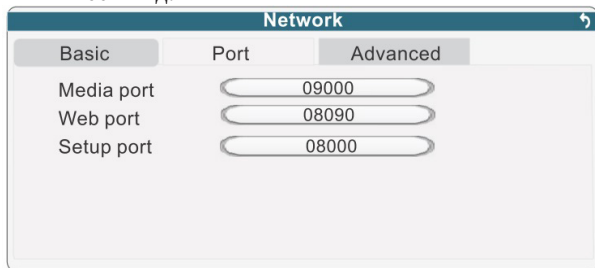 Network
Basic Port Advanced
Media port 09000
Web port 08090
Setup port 08000